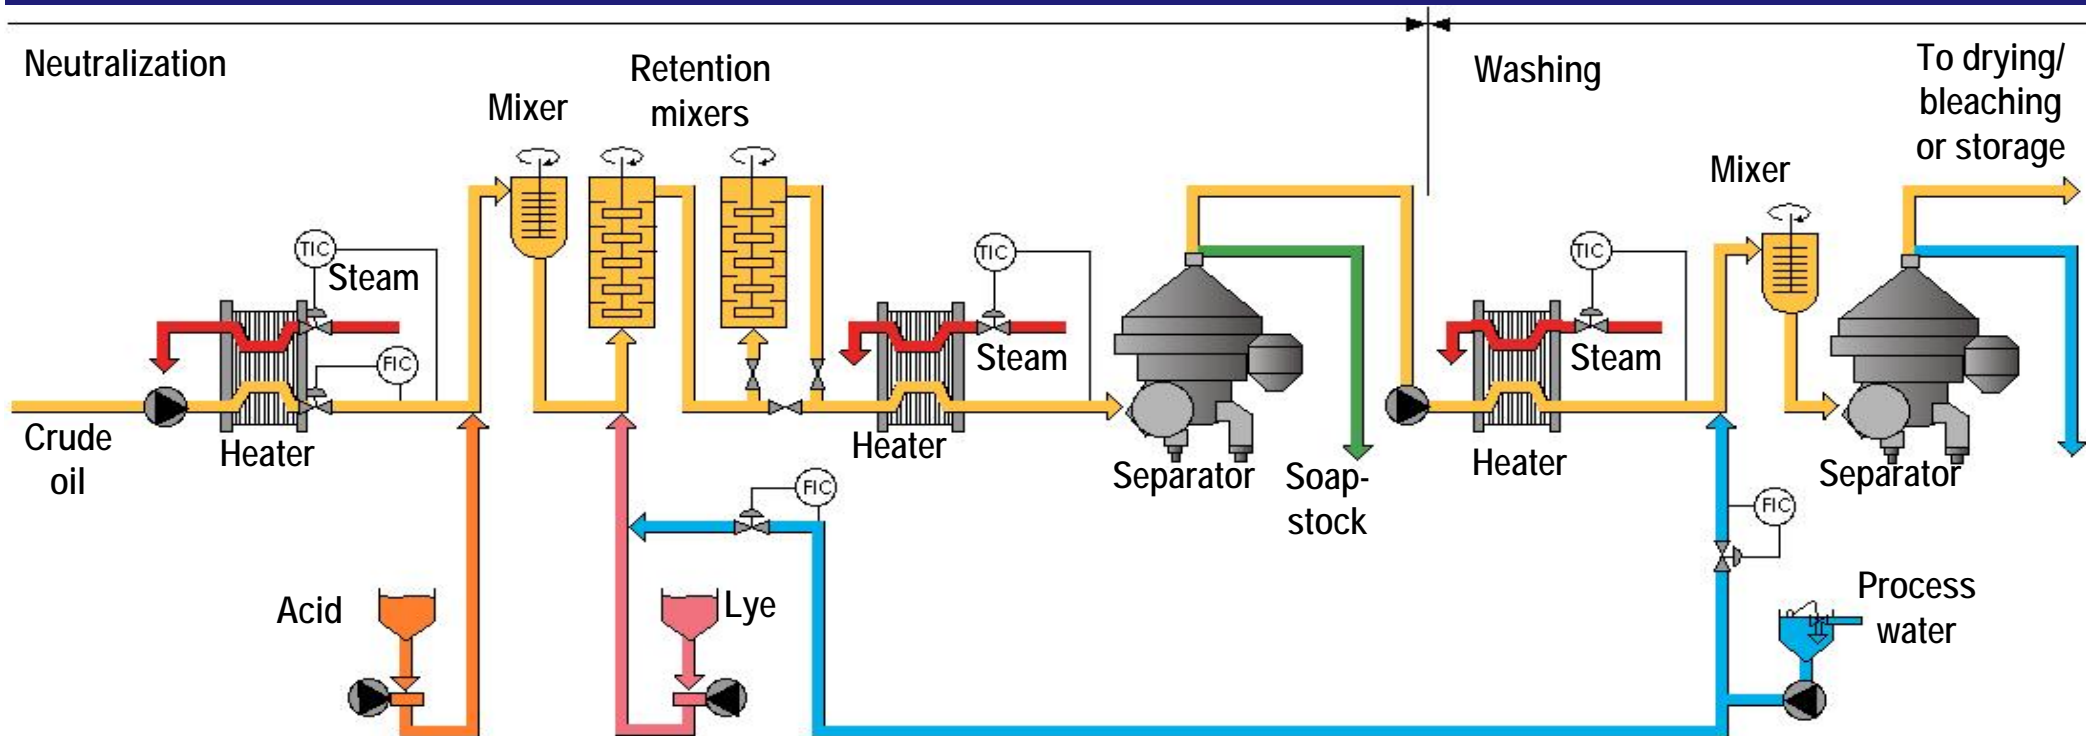 Neutralization
Retention
mixers
Mixer
Washing
To drying/
bleaching
or storage
Mixer
TIC
Steam
TIC
Steam
TIC
Steam
FIC
Crude
oil
Heater
Heater
Separator
Soap-
stock
Heater
Separator
FIC
FIC
Acid
Lye
Process
water